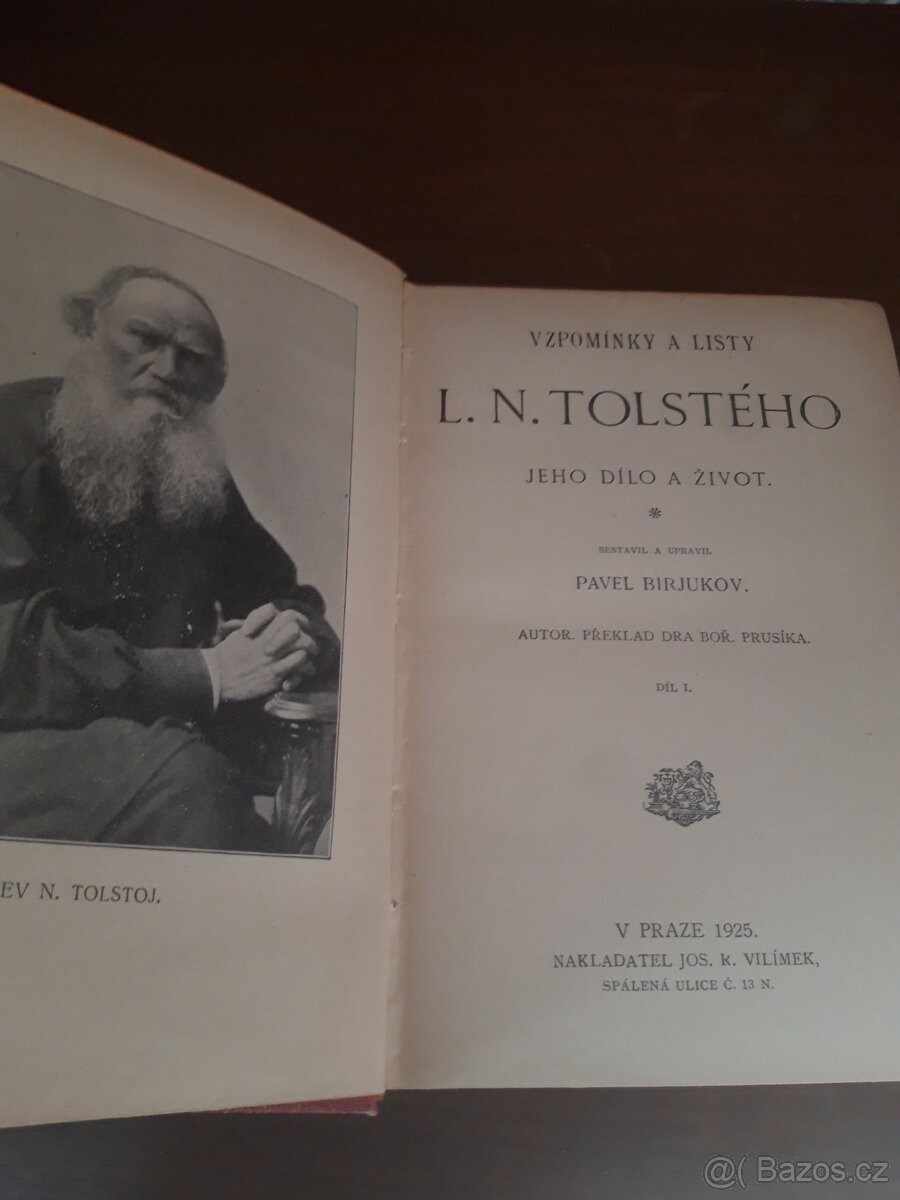 EV N. TOLSTOJ.
VZPOMÍNKY A LISTY
L. N. TOLSTÉHO
JEHO DÍLO A ŽIVOT.
*
SESTAVIL A UPRAVIL
PAVEL BIRJUKOV.
AUTOR. PŘEKLAD DRA BOŘ. PRUSÍKA.
DÍL I.
V PRAZE 1925.
NAKLADATEL JOS. R. VILÍMEK,
SPÁLENÁ ULICE Č. 13 N.
@( Bazos.cz